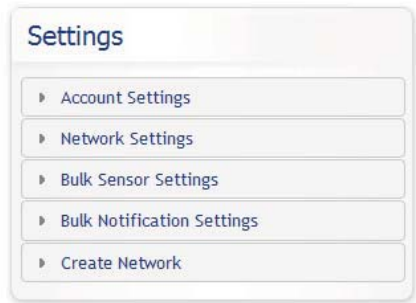 Settings
Account Settings
Network Settings
Bulk Sensor Settings
Bulk Notification Settings
Create Network